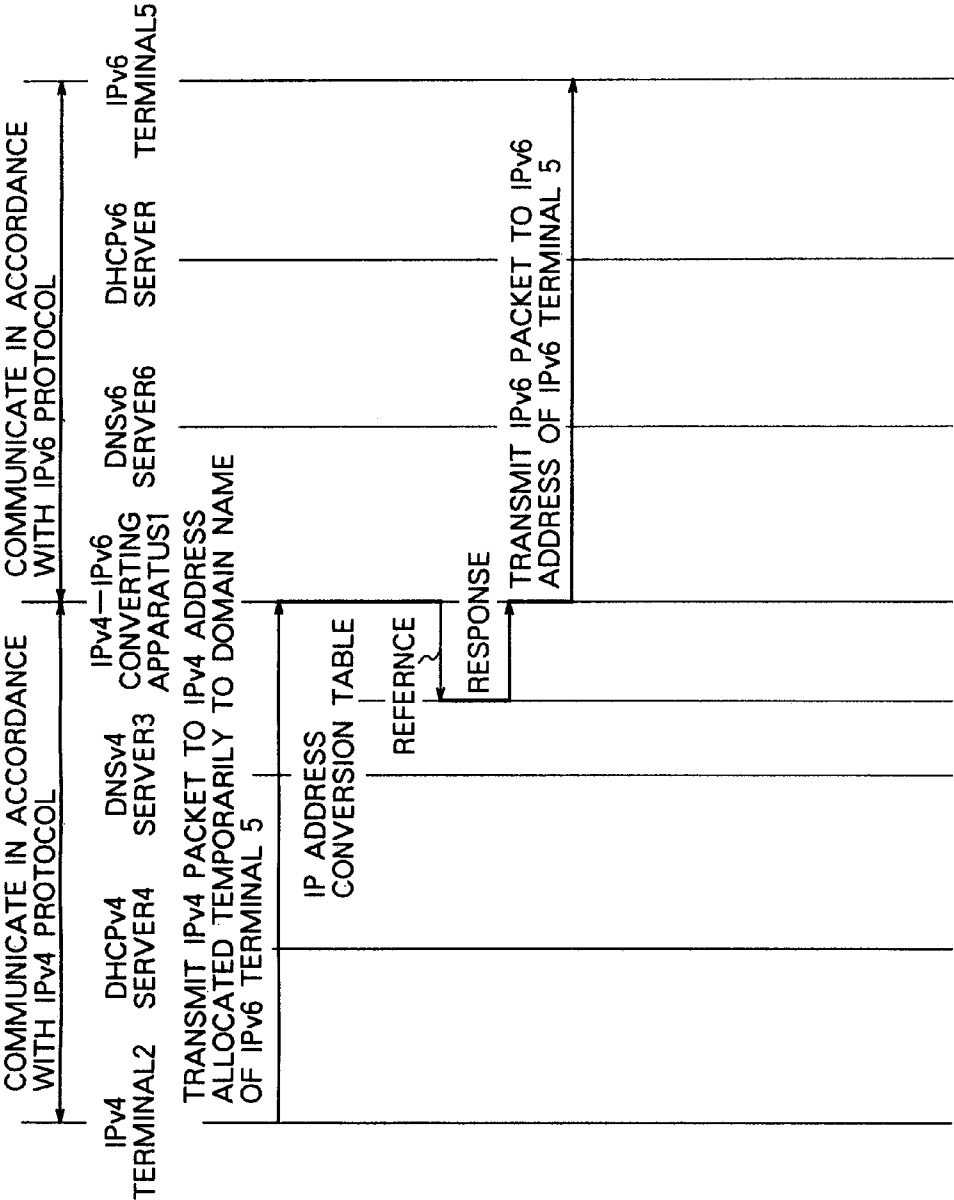 COMMUNICATE IN ACCORDANCE
WITH IPv4 PROTOCOL
COMMUNICATE IN ACCORDANCE
WITH IPv6 PROTOCOL
IPv4
TERMINAL2
DHCPv4
SERVER4
DNSv4
SERVER3
IPv4—IPv6
CONVERTING
APPARATUS1
DNSv6
SERVER6
DHCPv6
SERVER
IPv6
TERMINAL5
TRANSMIT IPv4 PACKET TO IPv4 ADDRESS
ALLOCATED TEMPORARILY TO DOMAIN NAME
OF IPv6 TERMINAL 5
IP ADDRESS
CONVERSION TABLE
REFERNCE
RESPONSE
TRANSMIT IPv6 PACKET TO IPv6
ADDRESS OF IPv6 TERMINAL 5